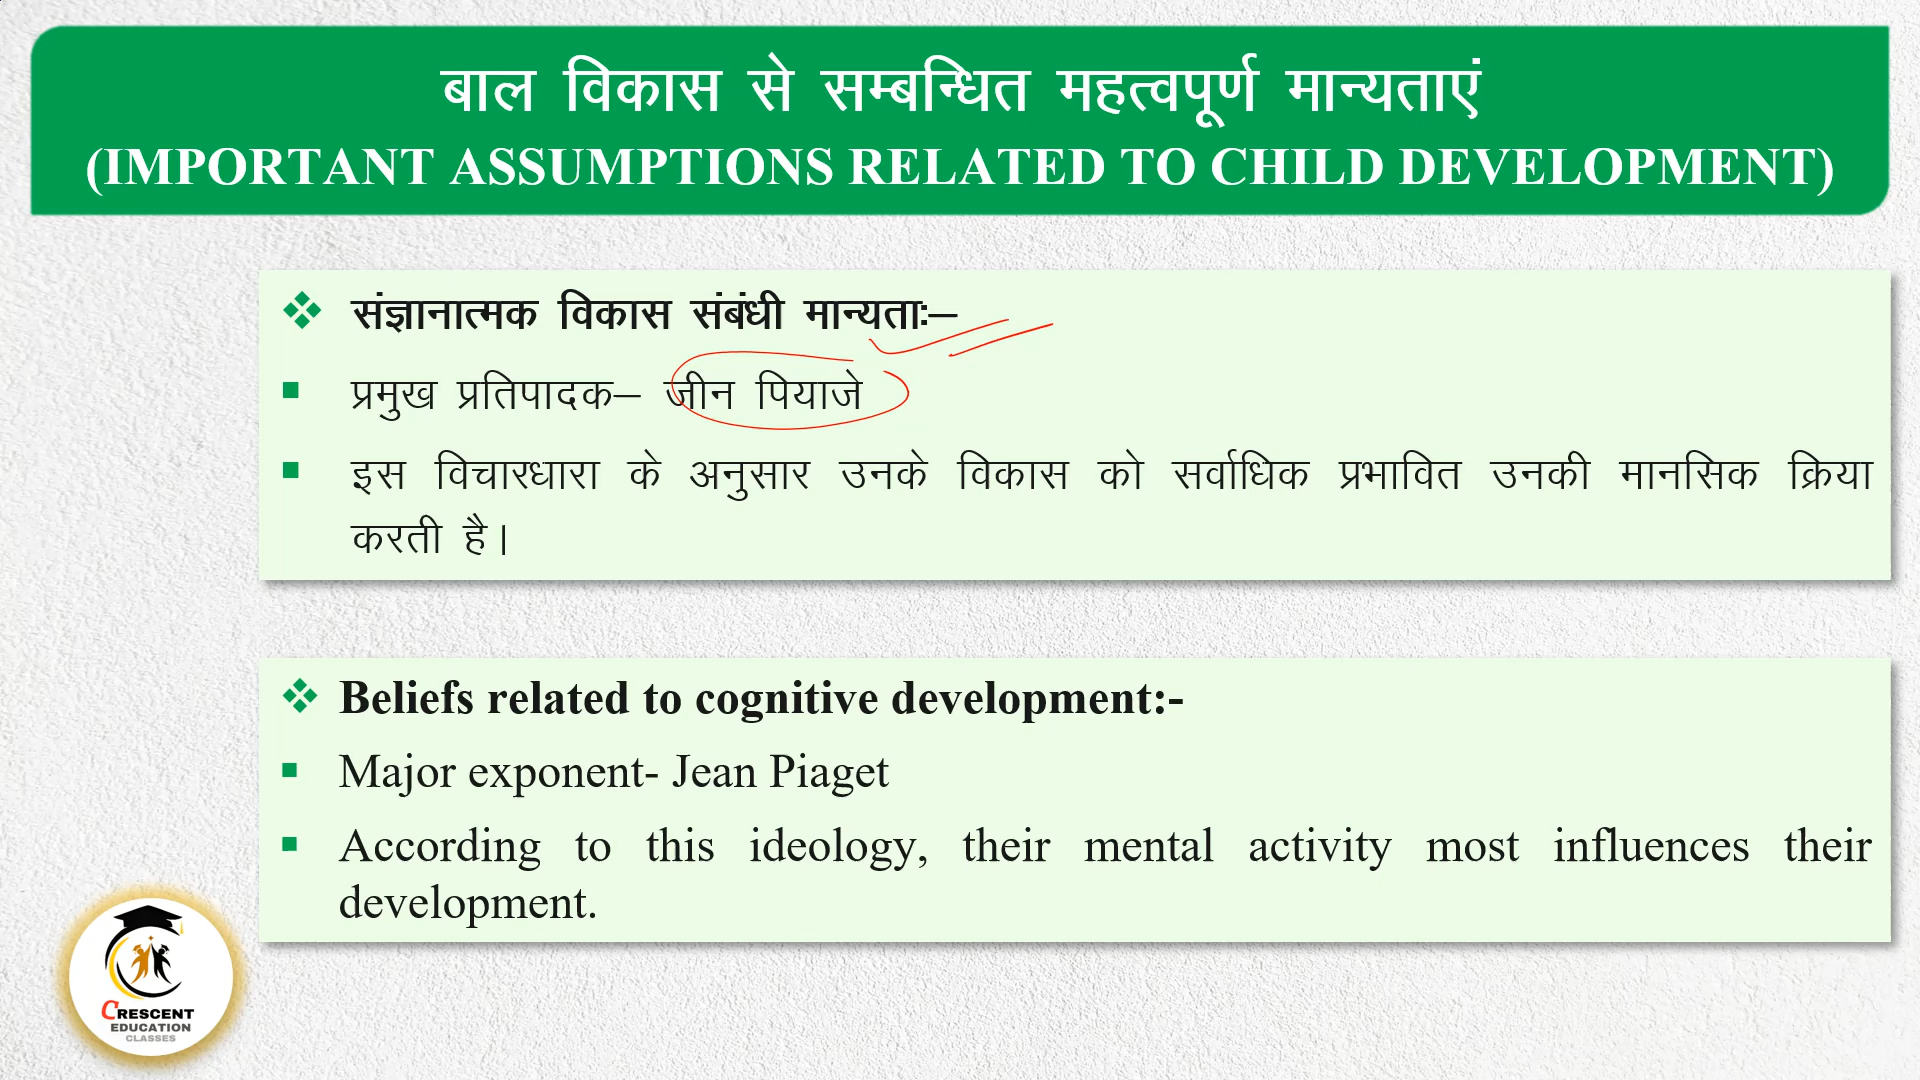 बाल विकास से सम्बन्धित महत्वपूर्ण मान्यताएं
(IMPORTANT ASSUMPTIONS RELATED TO CHILD DEVELOPMENT)
संज्ञानात्मक विकास संबंधी मान्यताः–
प्रमुख प्रतिपादक– जीन पियाजे
इस विचारधारा के अनुसार उनके विकास को सर्वाधिक प्रभावित उनकी मानसिक क्रिया
करती है।
Beliefs related to cognitive development:-
Major exponent- Jean Piaget
According to this ideology, their mental activity most influences their
development.
CRESCENT
EDUCATION
CLASSES